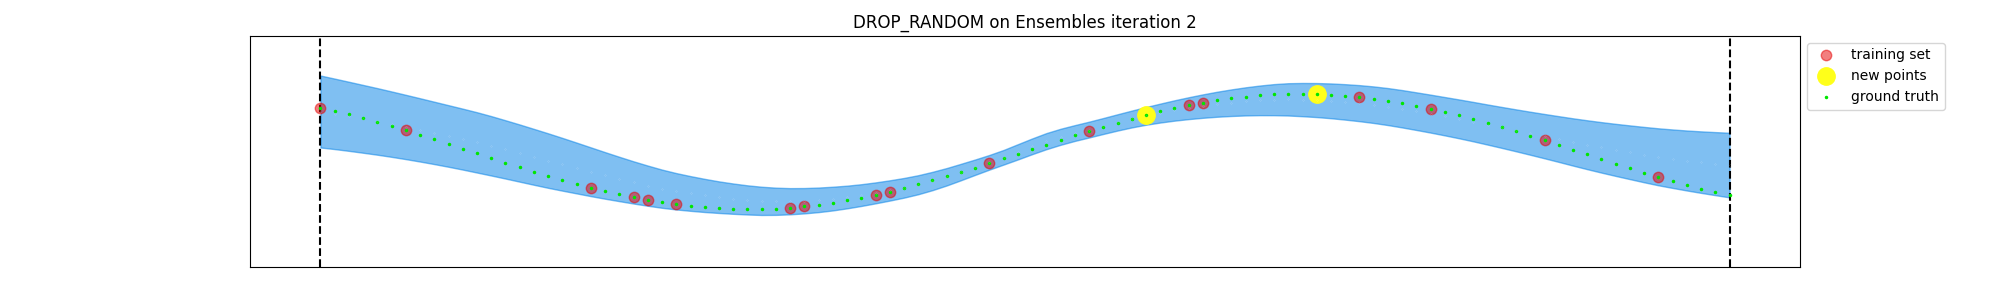 DROP_RANDOM on Ensembles iteration 2
training set
new points
ground truth